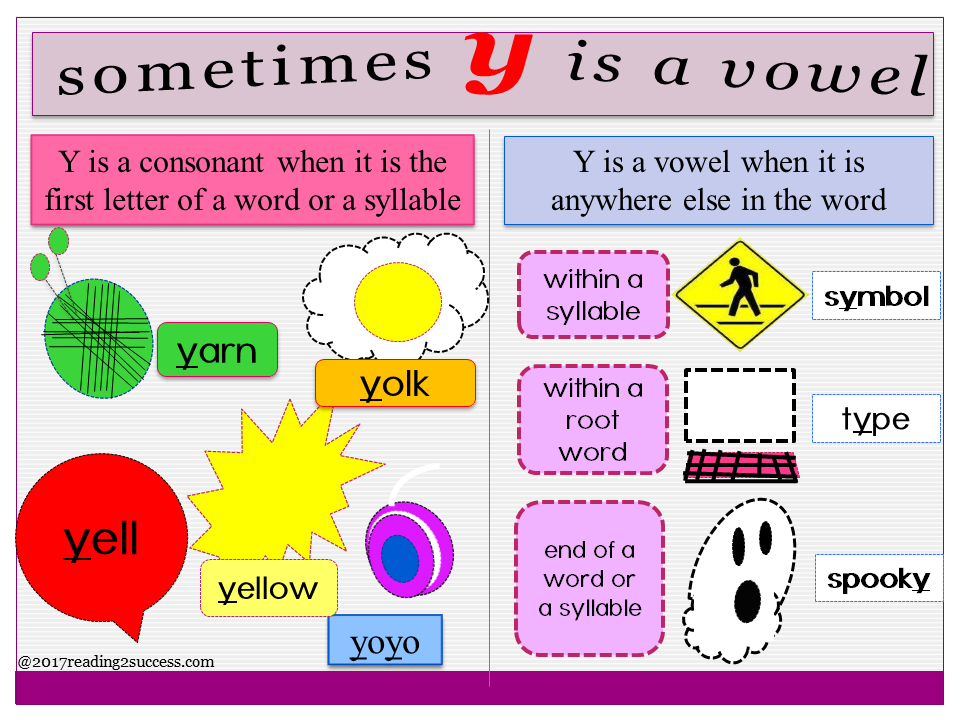 sometimes y is a vowel
Y is a consonant when it is the
first letter of a word or a syllable
Y is a vowel when it is
anywhere else in the word
yarn
yolk
yell
yellow
yoyo
within a
syllable
symbol
within a
root
word
type
end of a
word or
a syllable
spooky
@2017reading2success.com